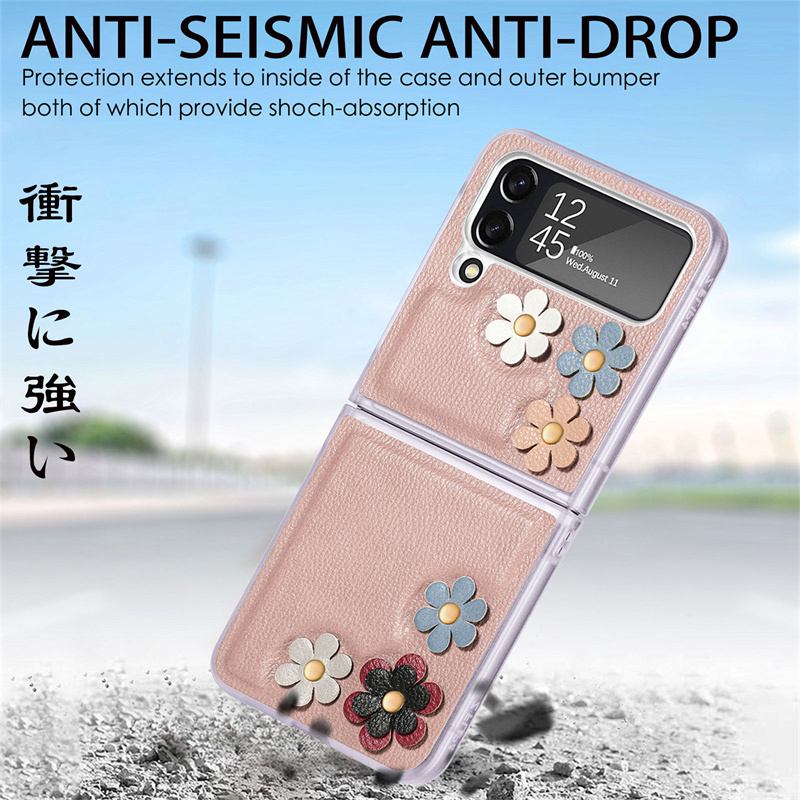 ANTI-SEISMIC ANTI-DROP
Protection extends to inside of the case and outer bumper
both of which provide shoch-absorption
衝撃に強い
12
45
100%
Wed,August 11